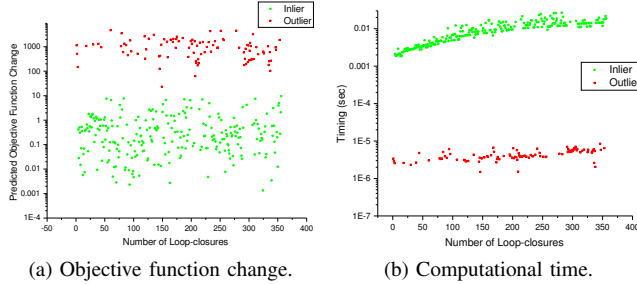 Inlier
Outlier
1000
100
10
1
0.1
0.01
0.001
1E-4
-50 0 50 100 150 200 250 300 350 400
Predicted Objective Function Change
Number of Loop-closures
(a) Objective function change.
0.01
1E-3
1E-4
1E-5
1E-6
1E-7
0 50 100 150 200 250 300 350 400
Timing (sec)
Inlier
Outlier
Number of Loop-closures
(b) Computational time.